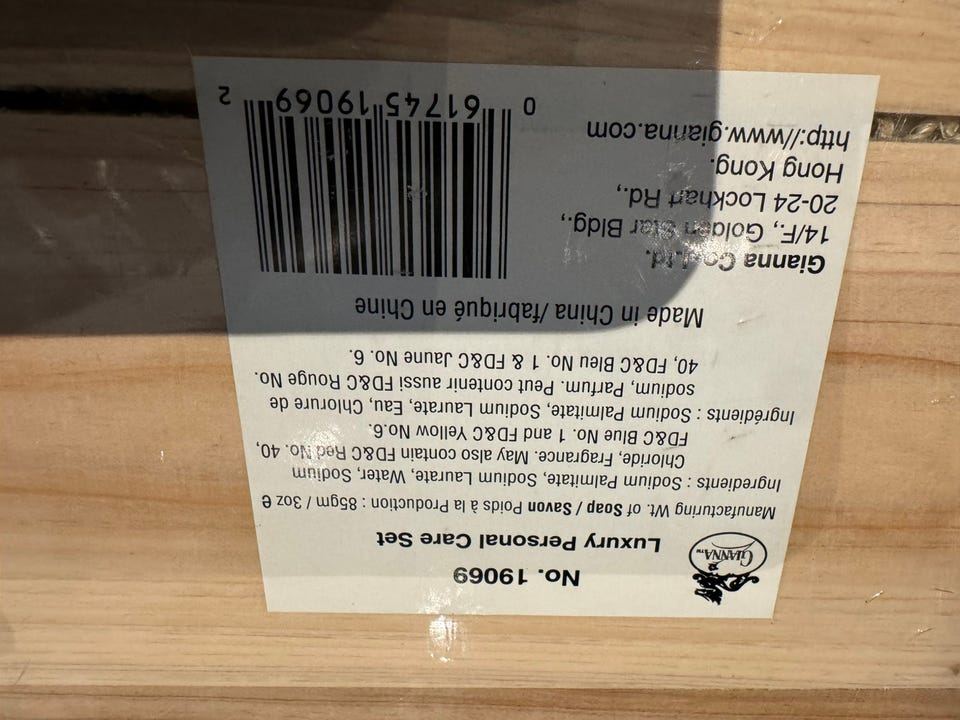 GIANNA™
No. 19069
Luxury Personal Care Set
Manufacturing Wt. of Soap / Savon Poids à la Production : 85gm / 3oz e
Ingredients : Sodium Palmitate, Sodium Laurate, Water, Sodium
Chloride, Fragrance. May also contain FD&C Red No. 40,
FD&C Blue No. 1 and FD&C Yellow No.6.
Ingrédients : Sodium Palmitate, Sodium Laurate, Eau, Chlorure de
sodium, Parfum. Peut contenir aussi FD&C Rouge No.
40, FD&C Bleu No. 1 & FD&C Jaune No. 6.
Made in China/fabriqué en Chine
Gianna Co.Ltd.
14/F., Golden Star Bldg.,
20-24 Lockhart Rd.,
Hong Kong.
http://www.gianna.com
0 61745 19069 2